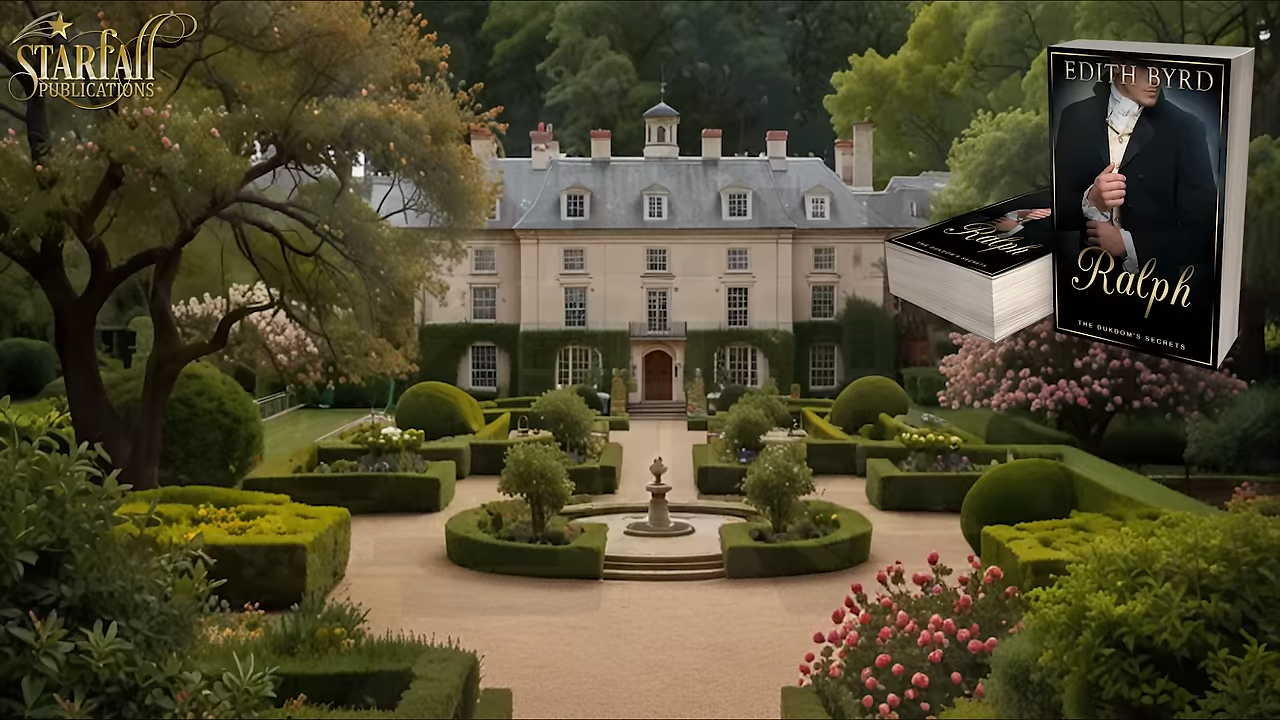 STARfall
PUBLICATIONS
EDITH BYRD
Ralph
THE DUKDOM'S SECRETS
Ralph
THE DUKDOM'S SECRETS